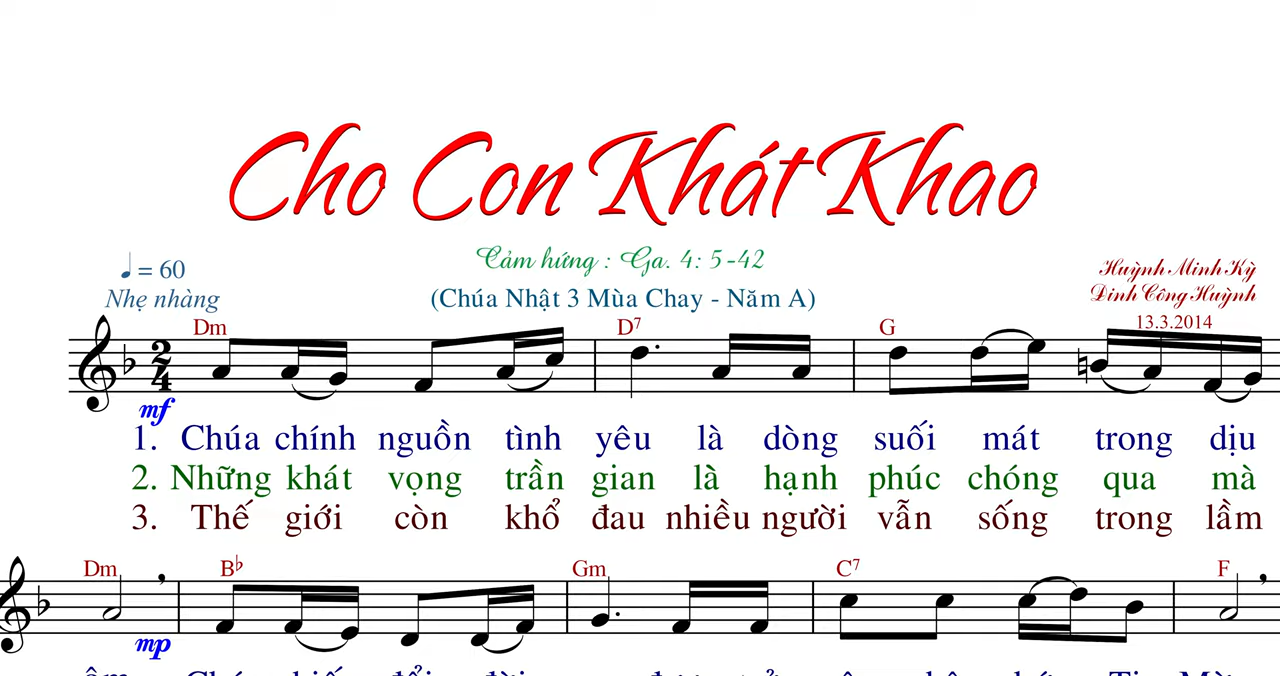 Cho Con Khát Khao
Cảm hứng : Ga. 4: 5-42
= 60
Huỳnh Minh Kỳ
Nhẹ nhàng
(Chúa Nhật 3 Mùa Chay - Năm A)
Đinh Công Huỳnh
13.3.2014
Dm D7 G
2
4
mf
1. Chúa chính nguồn tình yêu là dòng suối mát trong dịu
2. Những khát vọng trần gian là hạnh phúc chóng qua mà
3. Thế giới còn khổ đau nhiều người vẫn sống trong lầm
Dm B♭ Gm C7 F
mp